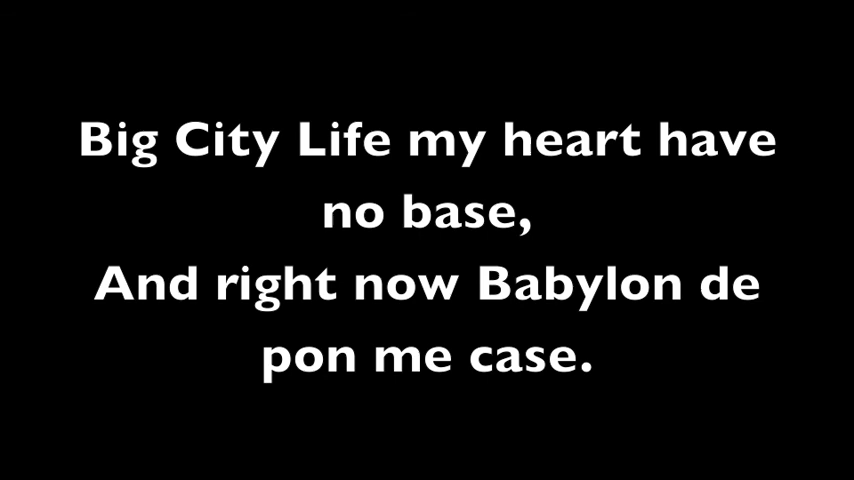 Big City Life my heart have
no base,
And right now Babylon de
pon me case.